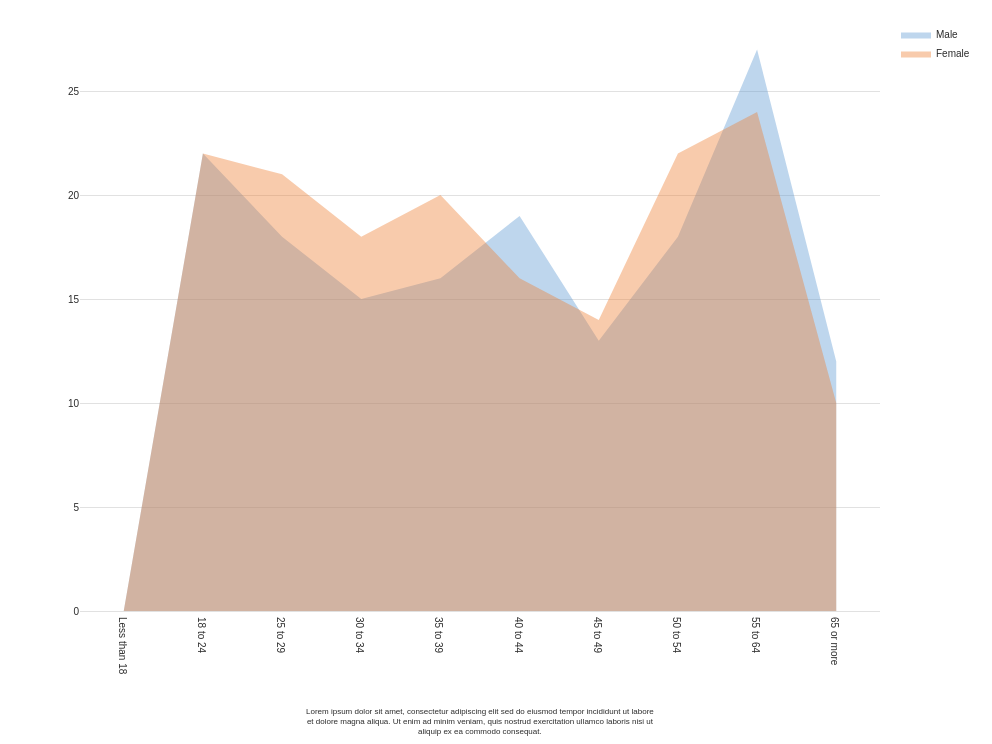 Male
Female
25
20
15
10
5
0
Less than 18
18 to 24
25 to 29
30 to 34
35 to 39
40 to 44
45 to 49
50 to 54
55 to 64
65 or more
Lorem ipsum dolor sit amet, consectetur adipiscing elit sed do eiusmod tempor incididunt ut labore
et dolore magna aliqua. Ut enim ad minim veniam, quis nostrud exercitation ullamco laboris nisi ut
aliquip ex ea commodo consequat.